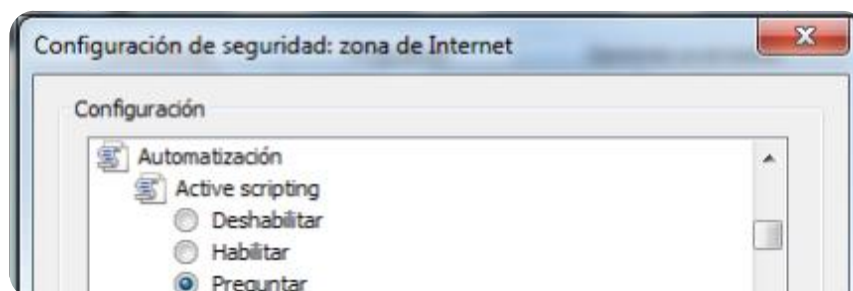 Configuración de seguridad: zona de Internet
Configuración
Automatización
Active scripting
Deshabilitar
Habilitar
Preguntar